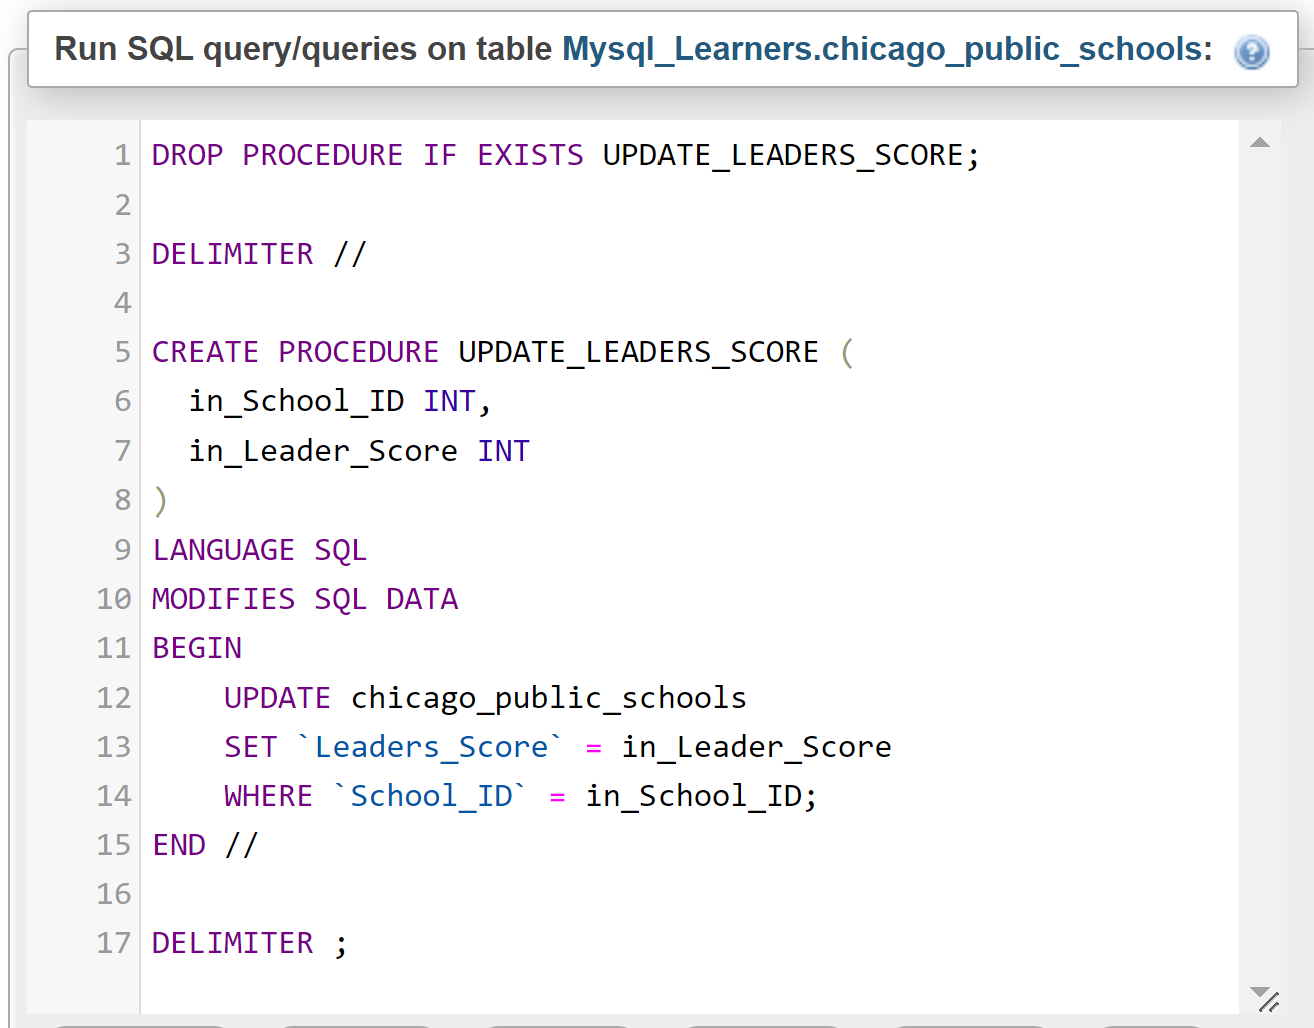 Run SQL query/queries on table Mysql_Learners.chicago_public_schools:
1 DROP PROCEDURE IF EXISTS UPDATE_LEADERS_SCORE;
2
3 DELIMITER //
4
5 CREATE PROCEDURE UPDATE_LEADERS_SCORE (
6   in_School_ID INT,
7   in_Leader_Score INT
8 )
9 LANGUAGE SQL
10 MODIFIES SQL DATA
11 BEGIN
12     UPDATE chicago_public_schools
13     SET `Leaders_Score` = in_Leader_Score
14     WHERE `School_ID` = in_School_ID;
15 END //
16
17 DELIMITER ;